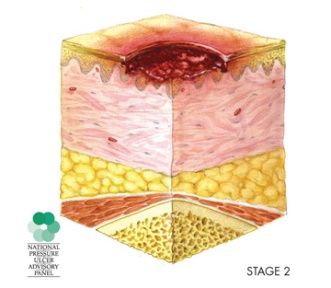 NATIONAL
PRESSURE
ULCER
ADVISORY
PANEL
STAGE 2